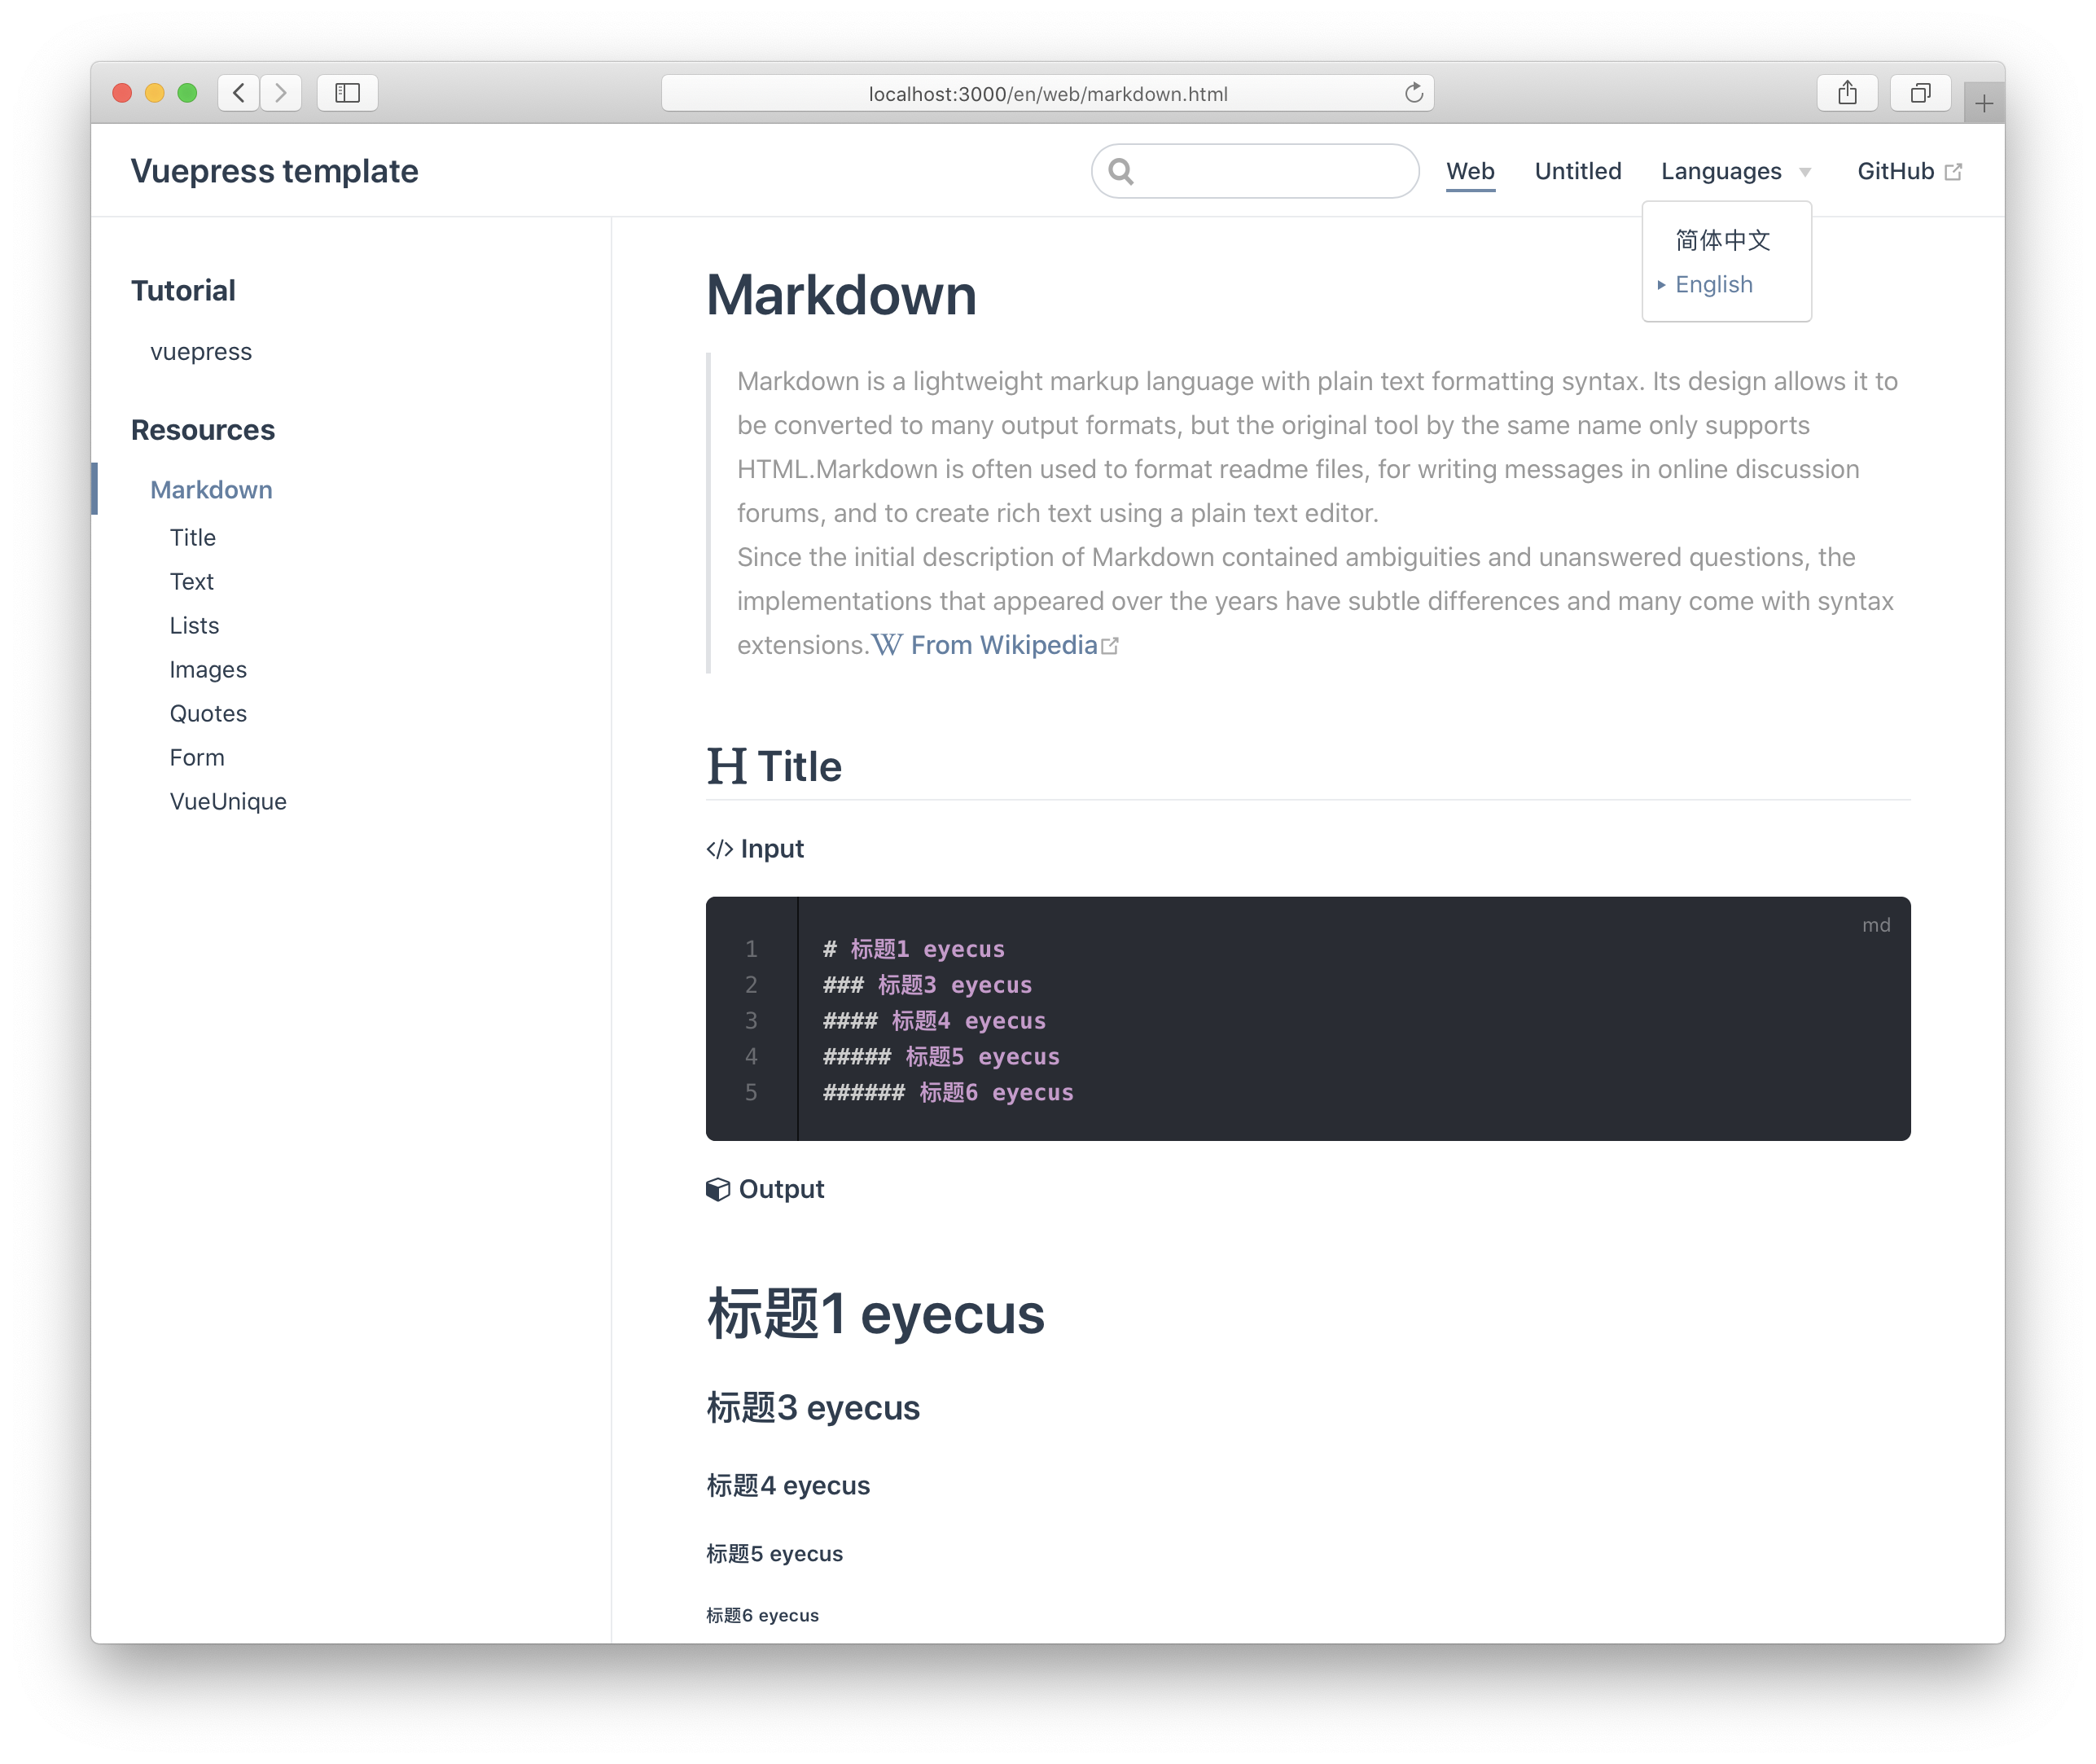 localhost:3000/en/web/markdown.html
Vuepress template
Web Untitled Languages GitHub
简体中文
English
Tutorial
vuepress
Resources
Markdown
Title
Text
Lists
Images
Quotes
Form
VueUnique
Markdown
Markdown is a lightweight markup language with plain text formatting syntax. Its design allows it to
be converted to many output formats, but the original tool by the same name only supports
HTML.Markdown is often used to format readme files, for writing messages in online discussion
forums, and to create rich text using a plain text editor.
Since the initial description of Markdown contained ambiguities and unanswered questions, the
implementations that appeared over the years have subtle differences and many come with syntax
extensions.W From Wikipedia
H Title
</> Input
md
1 # 标题1 eyecus
2 ### 标题3 eyecus
3 #### 标题4 eyecus
4 ##### 标题5 eyecus
5 ###### 标题6 eyecus
Output
标题1 eyecus
标题3 eyecus
标题4 eyecus
标题5 eyecus
标题6 eyecus